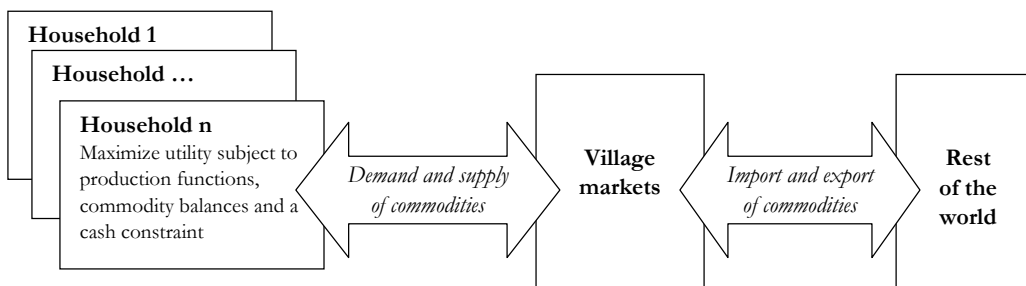 Household 1
Household …
Household n
Maximize utility subject to
production functions,
commodity balances and a
cash constraint
Demand and supply
of commodities
Village
markets
Import and export
of commodities
Rest
of the
world